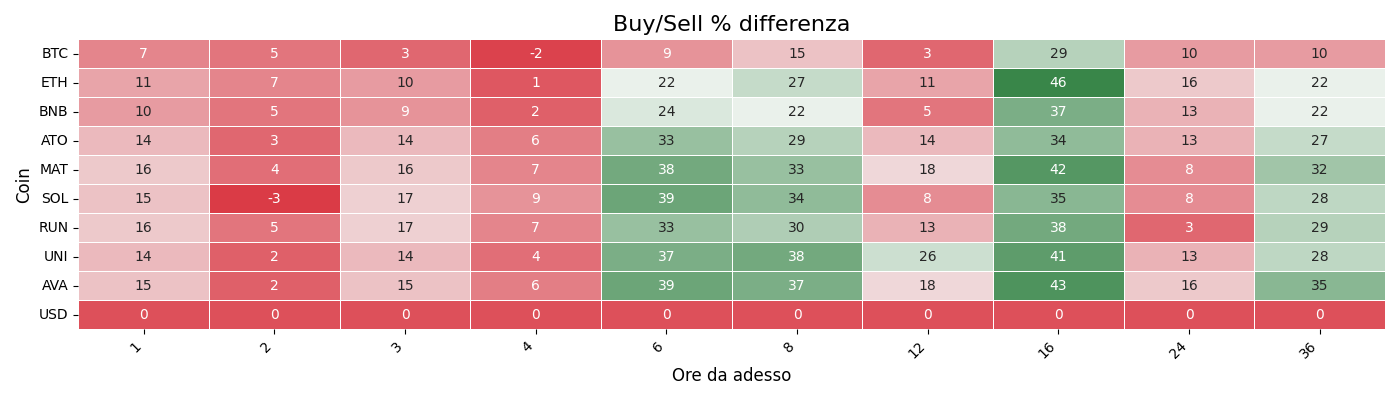 Buy/Sell % differenza
Coin
BTC 7 5 3 -2 9 15 3 29 10 10
ETH 11 7 10 1 22 27 11 46 16 22
BNB 10 5 9 2 24 22 5 37 13 22
ATO 14 3 14 6 33 29 14 34 13 27
MAT 16 4 16 7 38 33 18 42 8 32
SOL 15 -3 17 9 39 34 8 35 8 28
RUN 16 5 17 7 33 30 13 38 3 29
UNI 14 2 14 4 37 38 26 41 13 28
AVA 15 2 15 6 39 37 18 43 16 35
USD 0 0 0 0 0 0 0 0 0 0
1 2 3 4 6 8 12 16 24 36
Ore da adesso